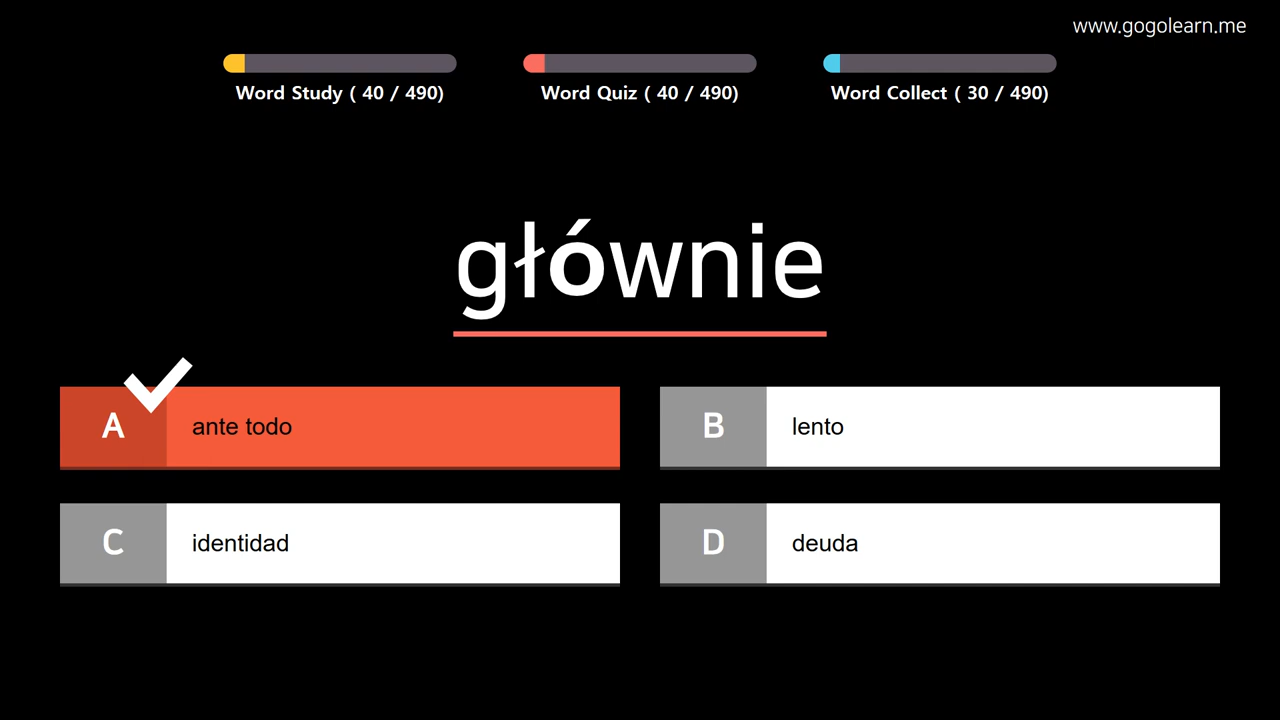 www.gogolearn.me
Word Study ( 40 / 490)
Word Quiz ( 40 / 490)
Word Collect ( 30 / 490)
głównie
A ante todo
B lento
C identidad
D deuda